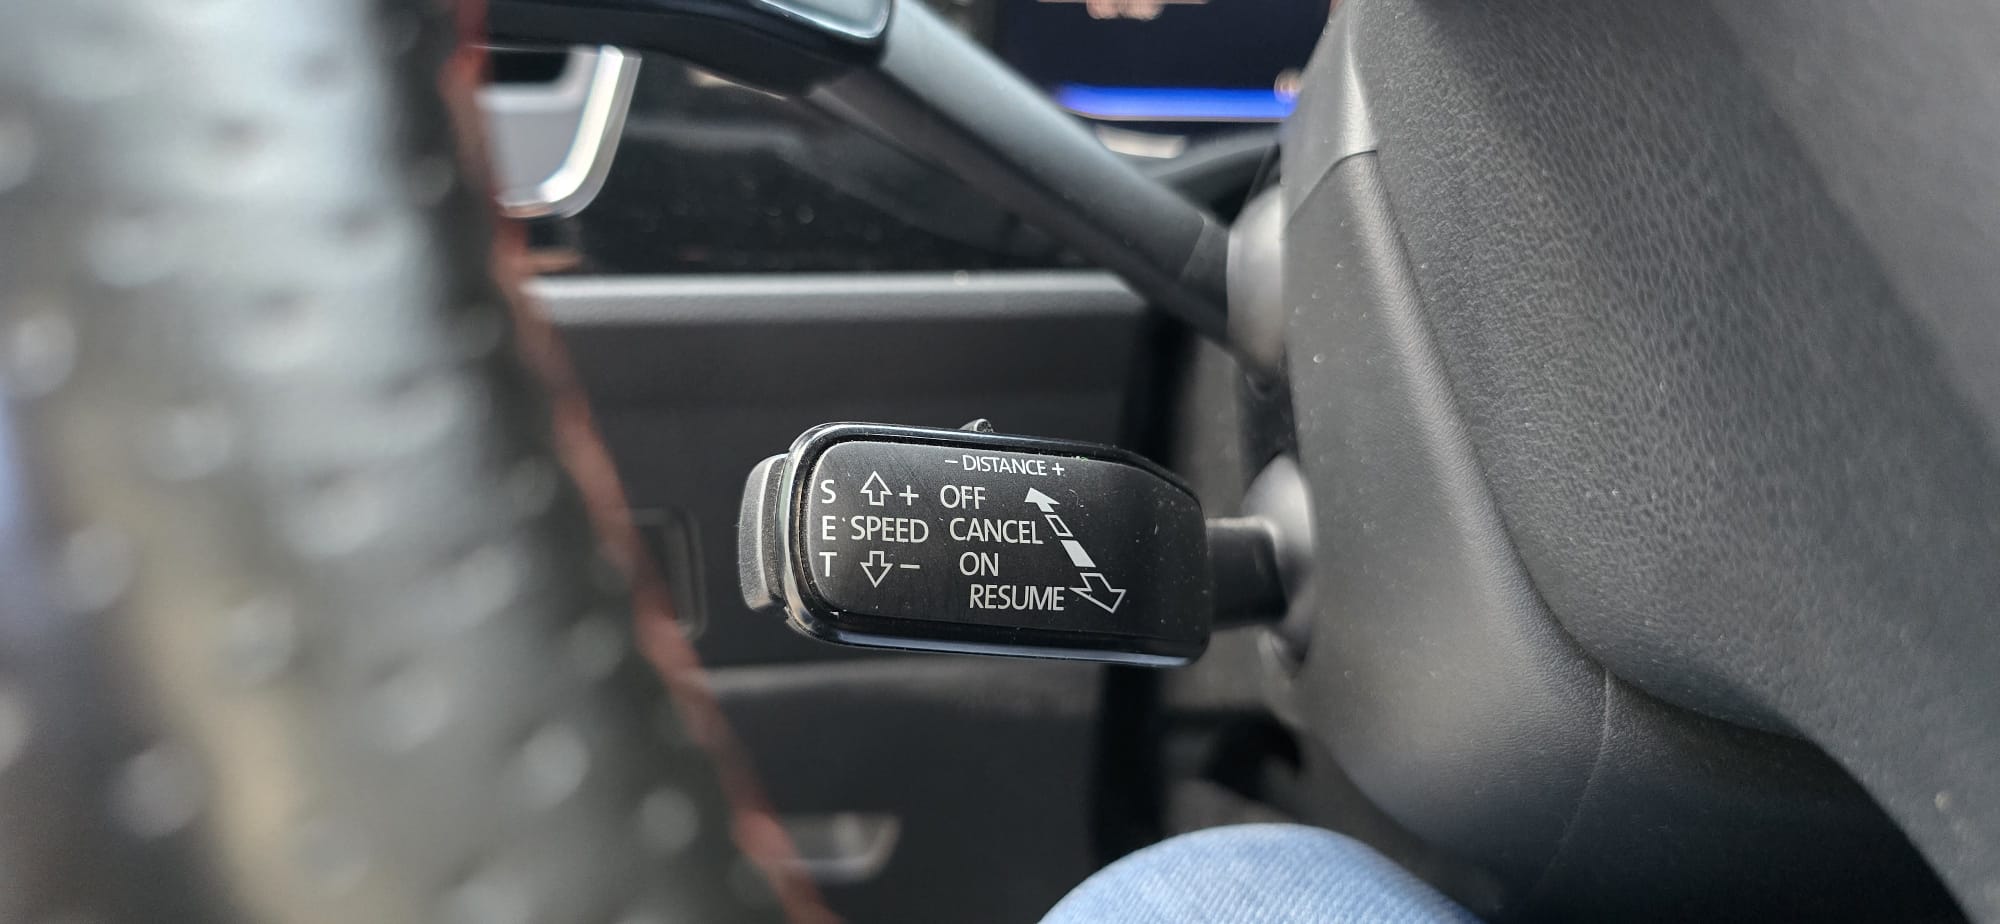 - DISTANCE +
S + OFF
E SPEED CANCEL
T - ON
RESUME